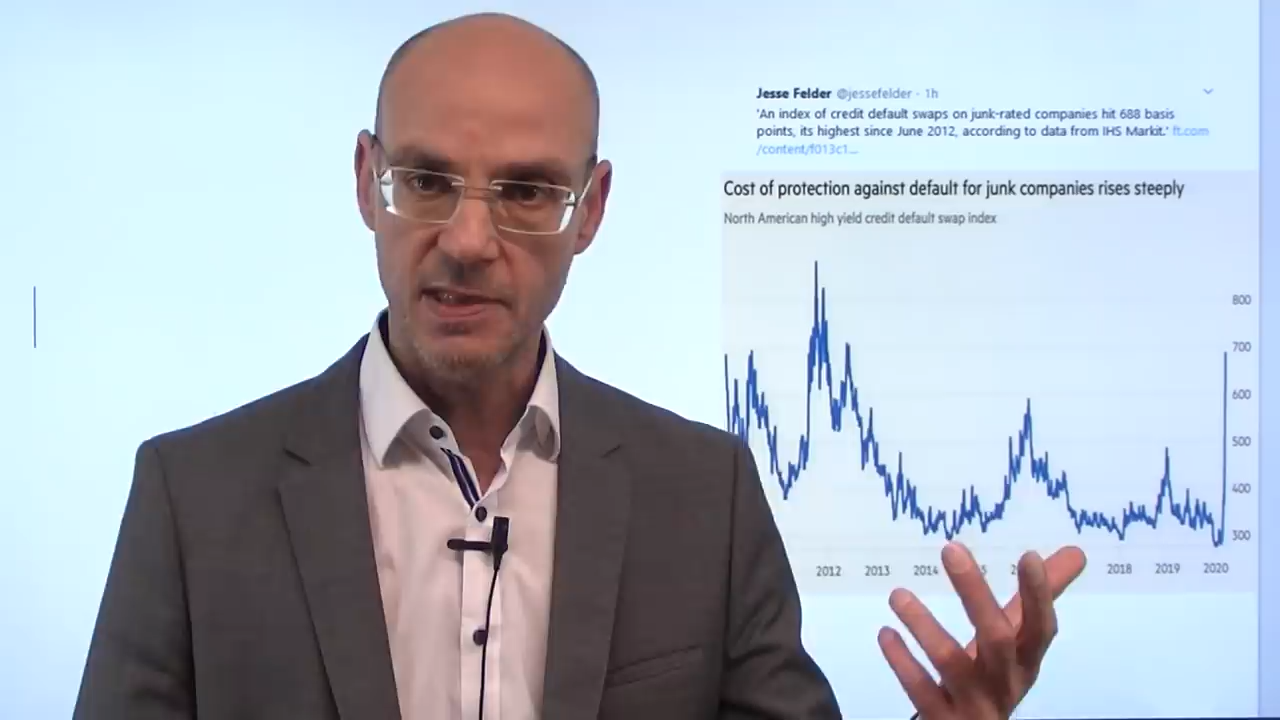 Jesse Felder @jessefelder · 1h
'An index of credit default swaps on junk-rated companies hit 688 basis
points, its highest since June 2012, according to data from IHS Markit.' ft.com
/content/f013c1...
Cost of protection against default for junk companies rises steeply
North American high yield credit default swap index
800
700
600
500
400
300
2012 2013 2014 2018 2019 2020